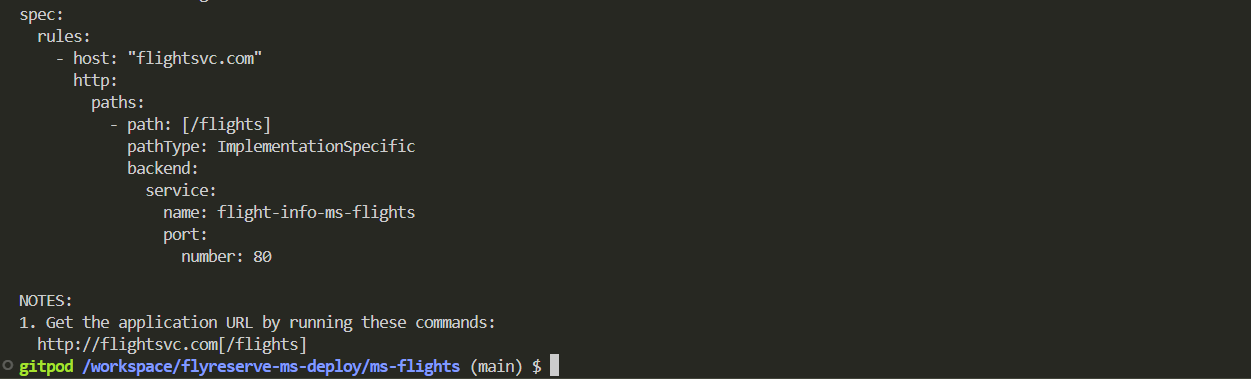 spec:
  rules:
    - host: "flightsvc.com"
      http:
        paths:
          - path: [/flights]
            pathType: ImplementationSpecific
            backend:
              service:
                name: flight-info-ms-flights
                port:
                  number: 80

NOTES:
1. Get the application URL by running these commands:
  http://flightsvc.com[/flights]
gitpod /workspace/flyreserve-ms-deploy/ms-flights (main) $